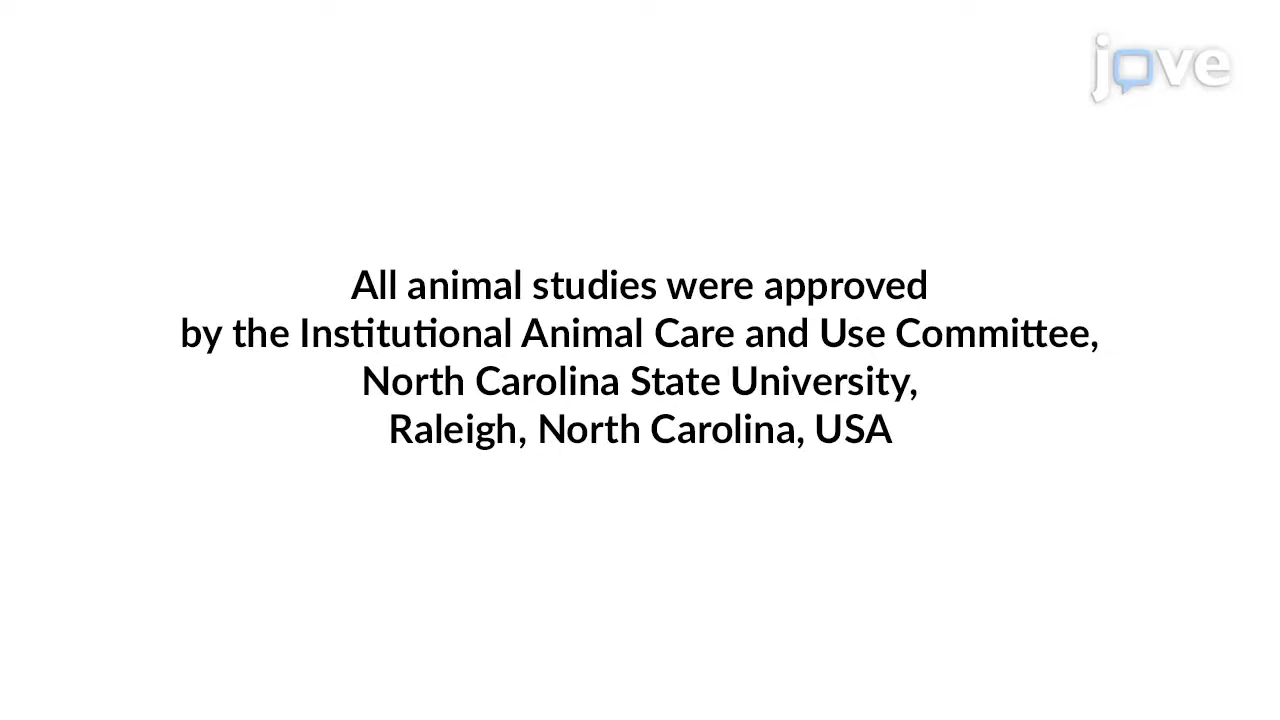 jove
All animal studies were approved
by the Institutional Animal Care and Use Committee,
North Carolina State University,
Raleigh, North Carolina, USA